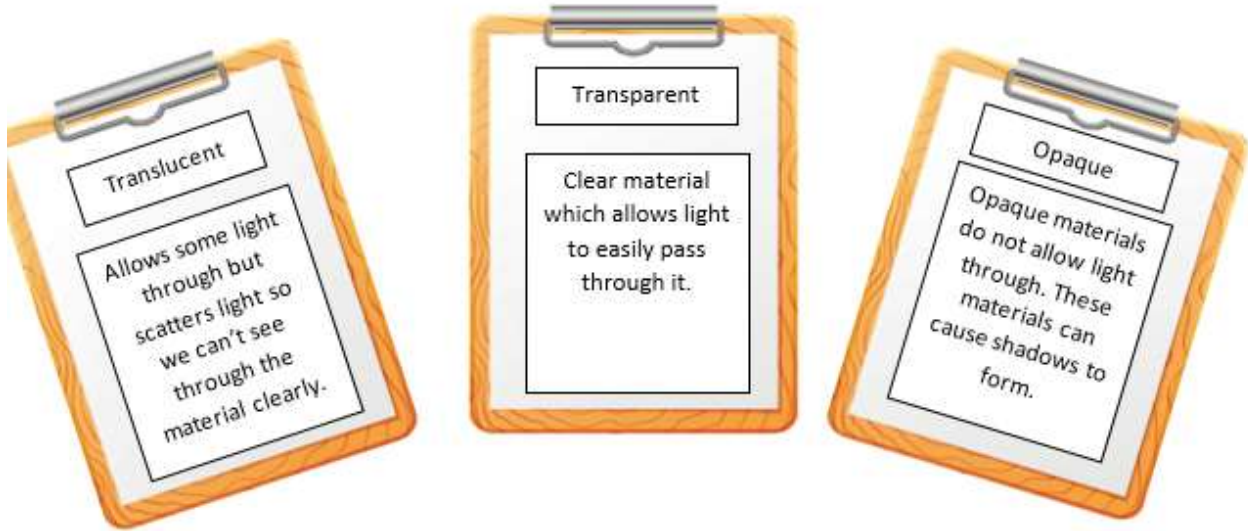 Translucent
Allows some light
through but
scatters light so
we can't see
through the
material clearly.
Transparent
Clear material
which allows light
to easily pass
through it.
Opaque
Opaque materials
do not allow light
through. These
materials can
cause shadows to
form.